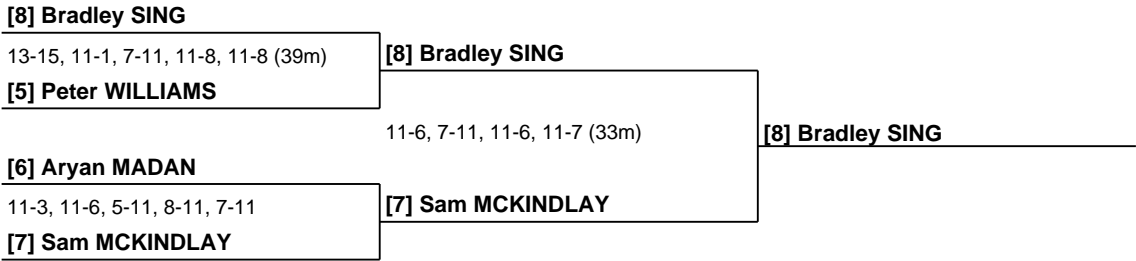 [8] Bradley SING
13-15, 11-1, 7-11, 11-8, 11-8 (39m)
[5] Peter WILLIAMS
[6] Aryan MADAN
11-3, 11-6, 5-11, 8-11, 7-11
[7] Sam MCKINDLAY
[8] Bradley SING
11-6, 7-11, 11-6, 11-7 (33m)
[7] Sam MCKINDLAY
[8] Bradley SING